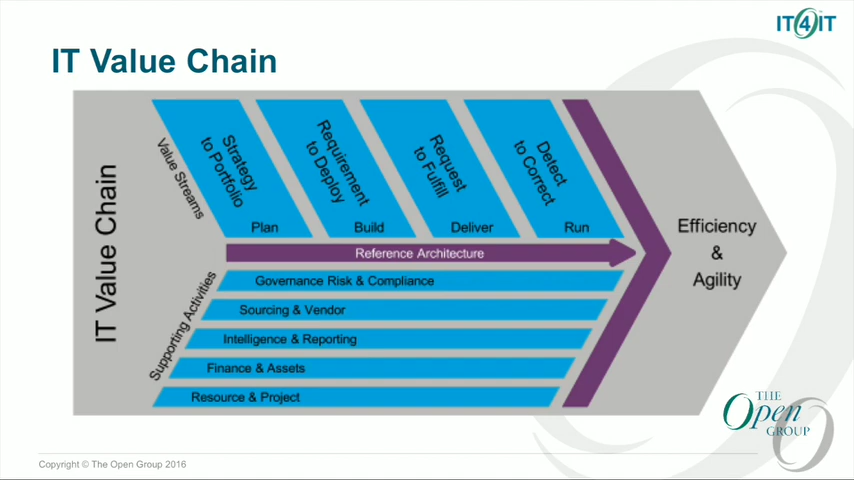 IT4IT
IT Value Chain
IT Value Chain
Value Streams
Strategy
to Portfolio
Plan
Requirement
to Deploy
Build
Request
to Fulfill
Deliver
Detect
to Correct
Run
Reference Architecture
Efficiency
&
Agility
Supporting Activities
Governance Risk & Compliance
Sourcing & Vendor
Intelligence & Reporting
Finance & Assets
Resource & Project
THE
Open
GROUP
Copyright © The Open Group 2016